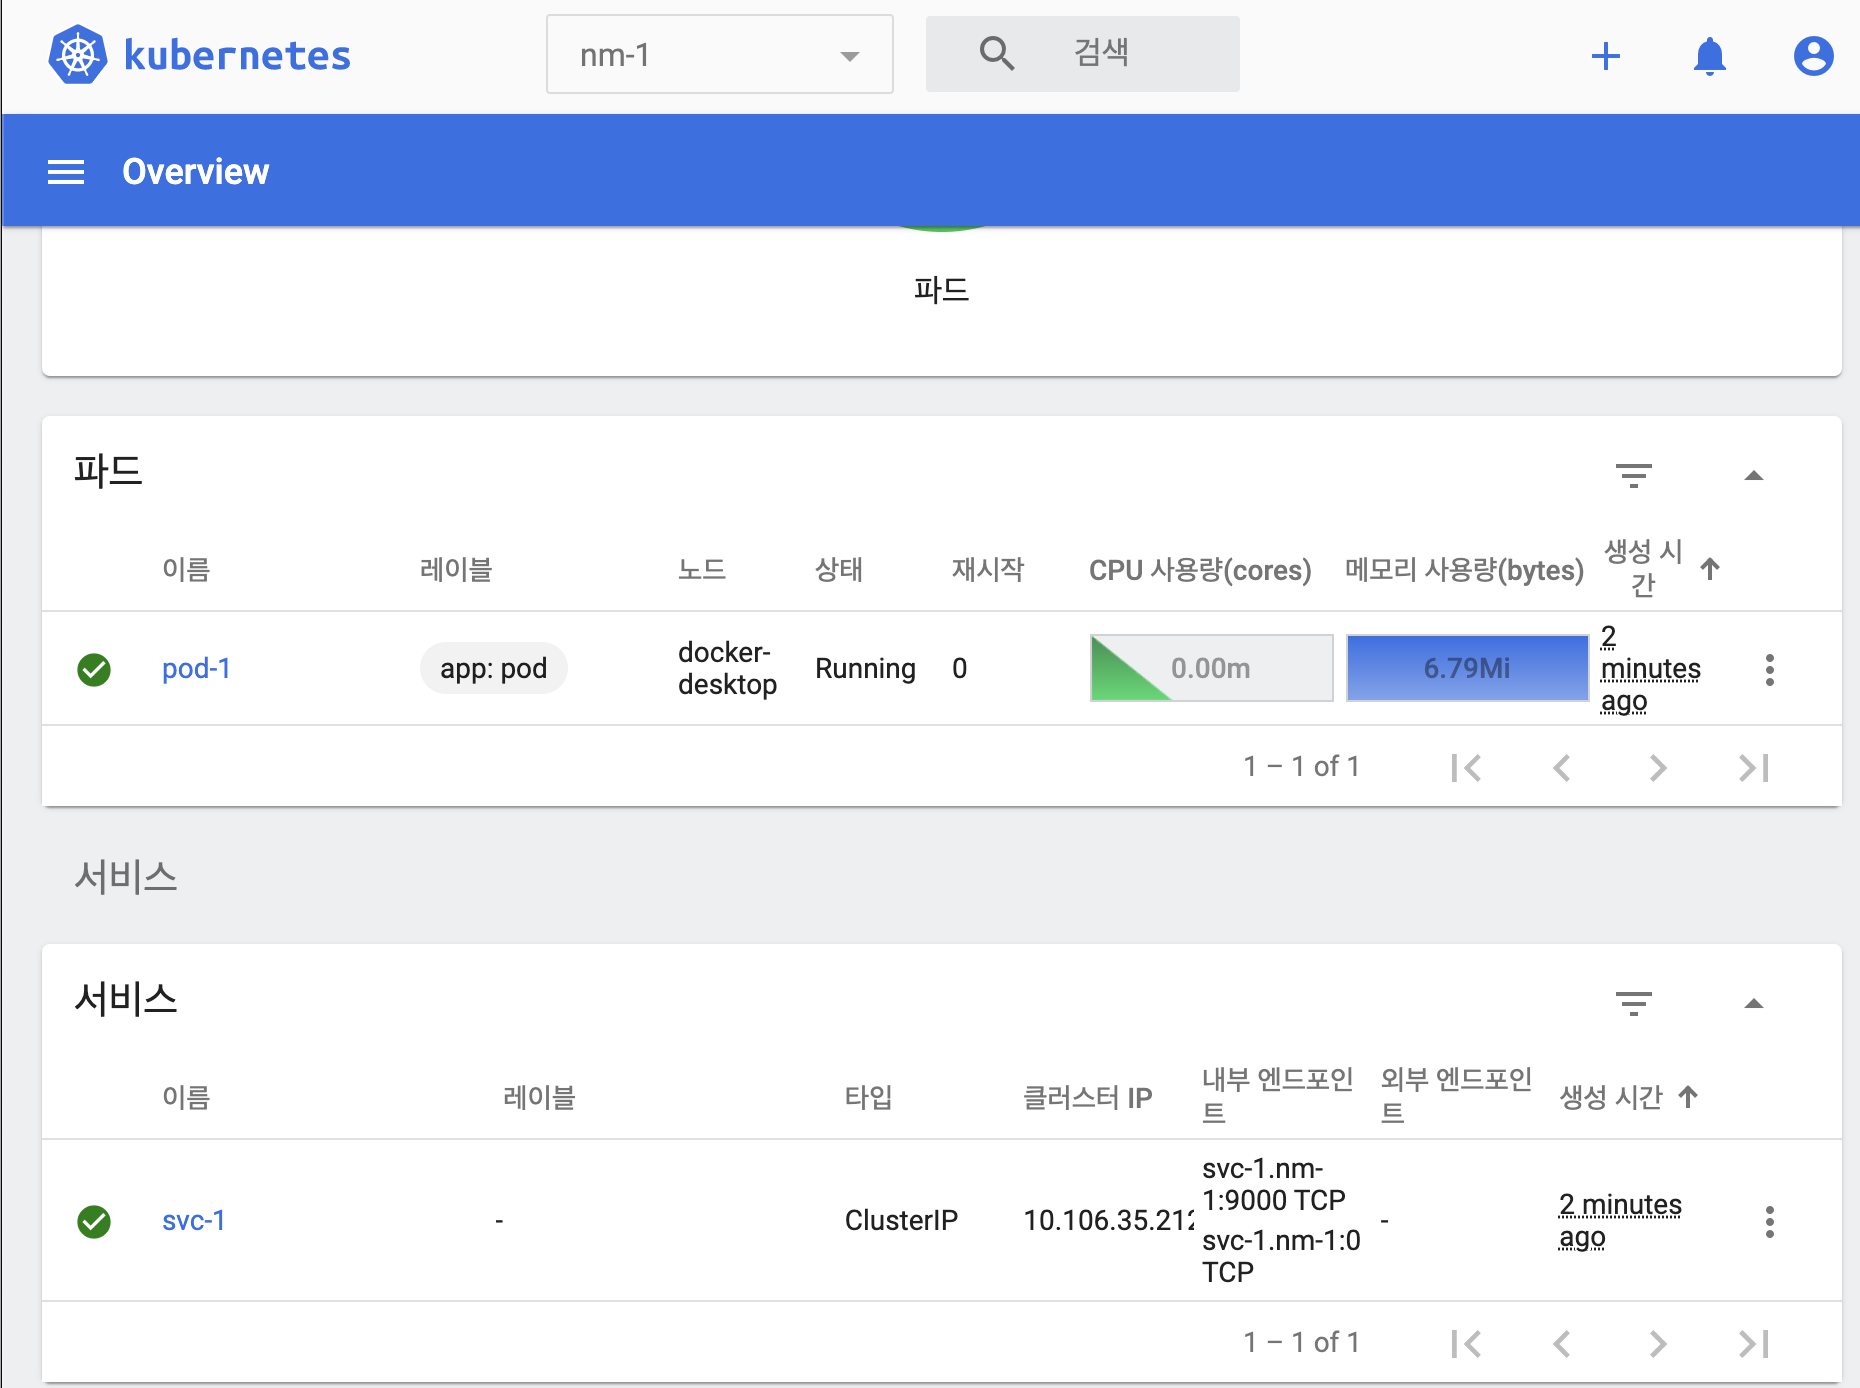 kubernetes
nm-1
검색
Overview
파드
파드
이름 레이블 노드 상태 재시작 CPU 사용량(cores) 메모리 사용량(bytes) 생성 시
간
pod-1 app: pod docker-
desktop Running 0 0.00m 6.79Mi 2
minutes
ago
1 – 1 of 1
서비스
서비스
이름 레이블 타입 클러스터 IP 내부 엔드포인
트 외부 엔드포인
트 생성 시간
svc-1 - ClusterIP 10.106.35.212 svc-1.nm-
1:9000 TCP
svc-1.nm-1:0
TCP - 2 minutes
ago
1 – 1 of 1